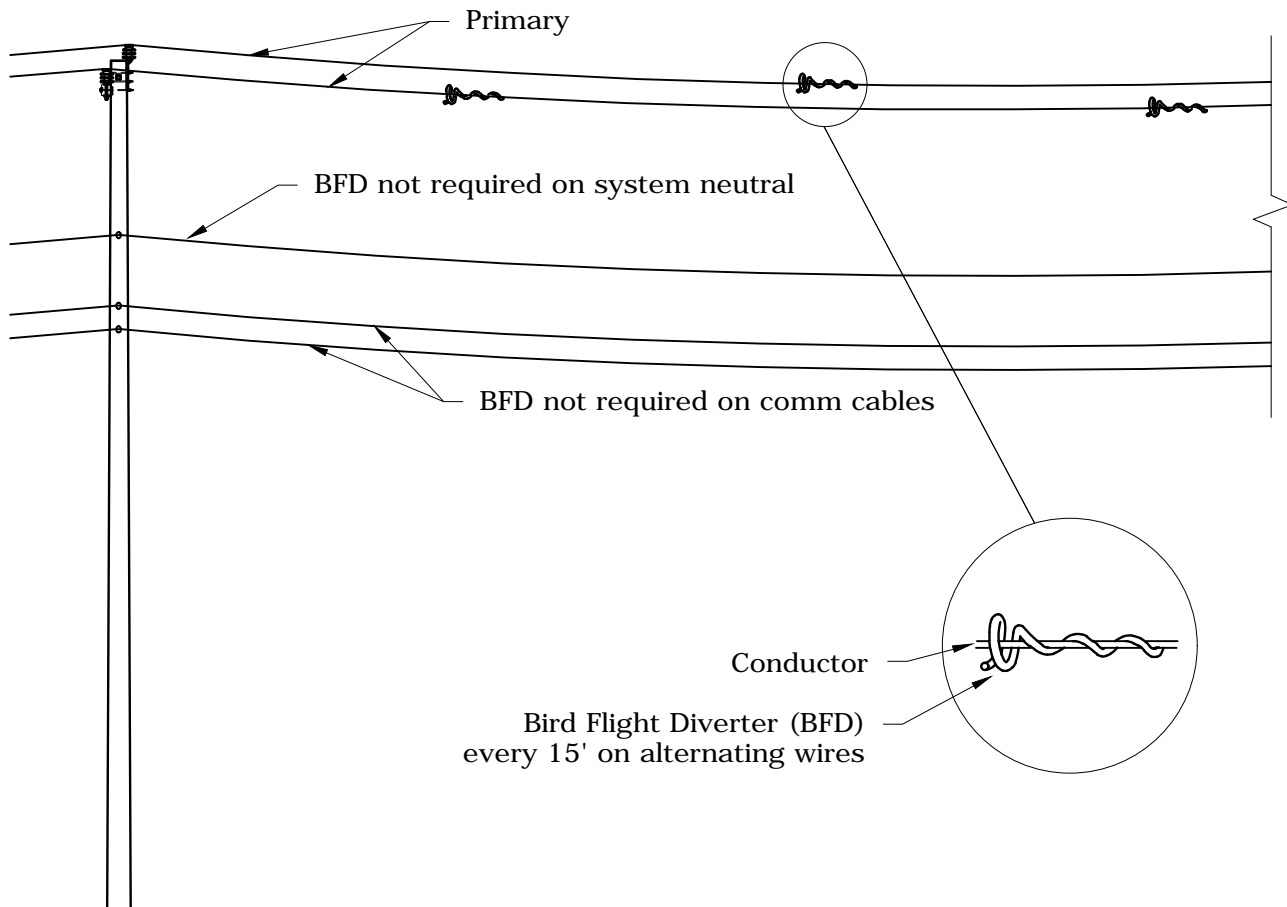 Primary
BFD not required on system neutral
BFD not required on comm cables
Conductor
Bird Flight Diverter (BFD)
every 15' on alternating wires